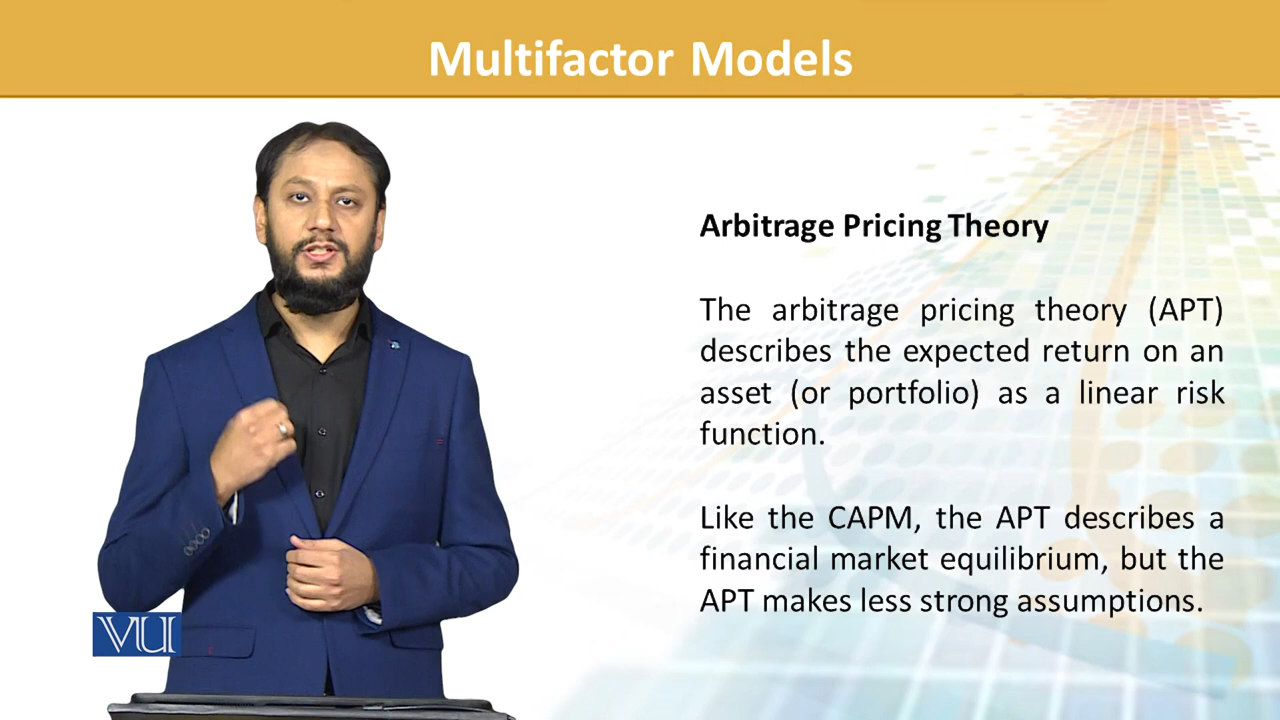 Multifactor Models
Arbitrage Pricing Theory
The arbitrage pricing theory (APT)
describes the expected return on an
asset (or portfolio) as a linear risk
function.
Like the CAPM, the APT describes a
financial market equilibrium, but the
APT makes less strong assumptions.
VU